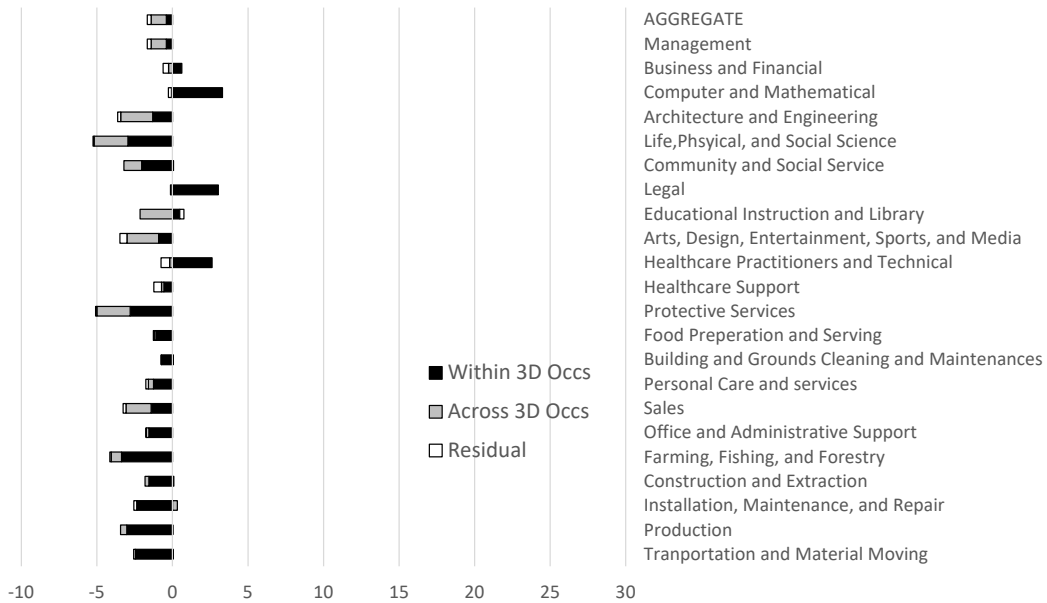 AGGREGATE
Management
Business and Financial
Computer and Mathematical
Architecture and Engineering
Life,Phsyical, and Social Science
Community and Social Service
Legal
Educational Instruction and Library
Arts, Design, Entertainment, Sports, and Media
Healthcare Practitioners and Technical
Healthcare Support
Protective Services
Food Preperation and Serving
Building and Grounds Cleaning and Maintenances
Personal Care and services
Sales
Office and Administrative Support
Farming, Fishing, and Forestry
Construction and Extraction
Installation, Maintenance, and Repair
Production
Tranportation and Material Moving
Within 3D Occs
Across 3D Occs
Residual
-10 -5 0 5 10 15 20 25 30